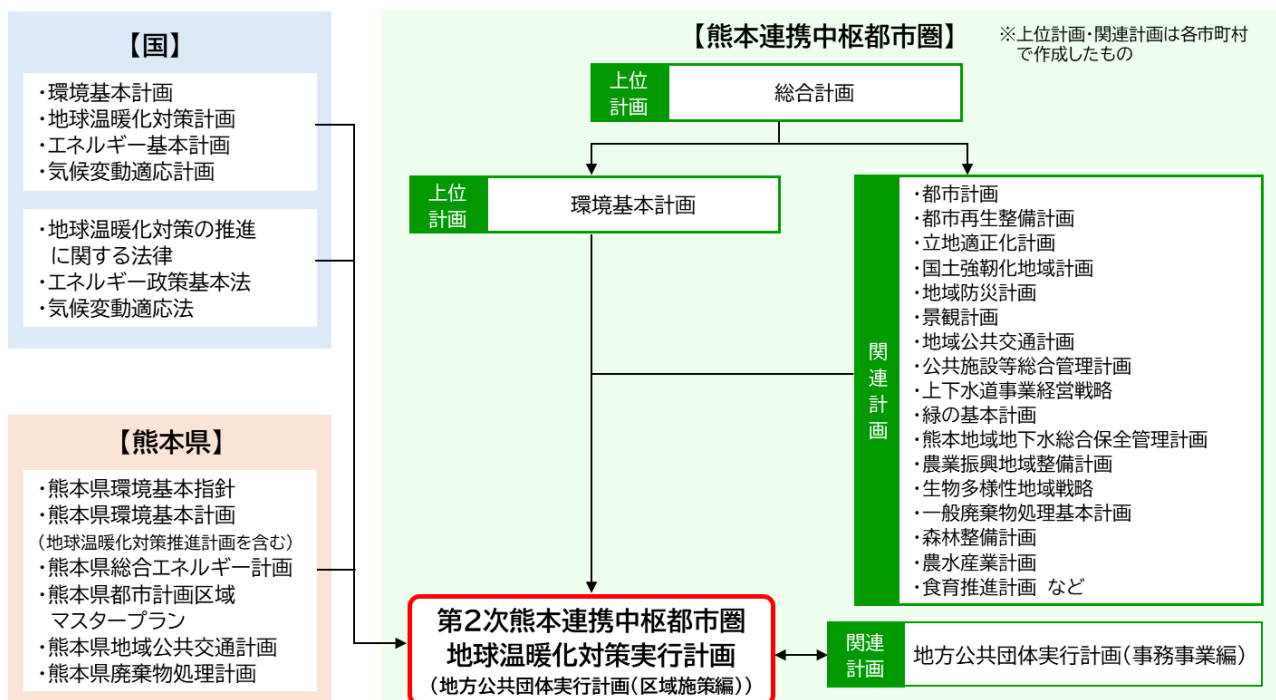 【国】
・環境基本計画
・地球温暖化対策計画
・エネルギー基本計画
・気候変動適応計画
・地球温暖化対策の推進
に関する法律
・エネルギー政策基本法
・気候変動適応法
【熊本県】
・熊本県環境基本指針
・熊本県環境基本計画
(地球温暖化対策推進計画を含む)
・熊本県総合エネルギー計画
・熊本県都市計画区域
マスタープラン
・熊本県地域公共交通計画
・熊本県廃棄物処理計画
【熊本連携中枢都市圏】
※上位計画・関連計画は各市町村
で作成したもの
上位
計画
総合計画
上位
計画
環境基本計画
関連計画
・都市計画
・都市再生整備計画
・立地適正化計画
・国土強靭化地域計画
・地域防災計画
・景観計画
・地域公共交通計画
・公共施設等総合管理計画
・上下水道事業経営戦略
・緑の基本計画
・熊本地域地下水総合保全管理計画
・農業振興地域整備計画
・生物多様性地域戦略
・一般廃棄物処理基本計画
・森林整備計画
・農水産業計画
・食育推進計画 など
第2次熊本連携中枢都市圏
地球温暖化対策実行計画
(地方公共団体実行計画(区域施策編))
関連
計画
地方公共団体実行計画(事務事業編)